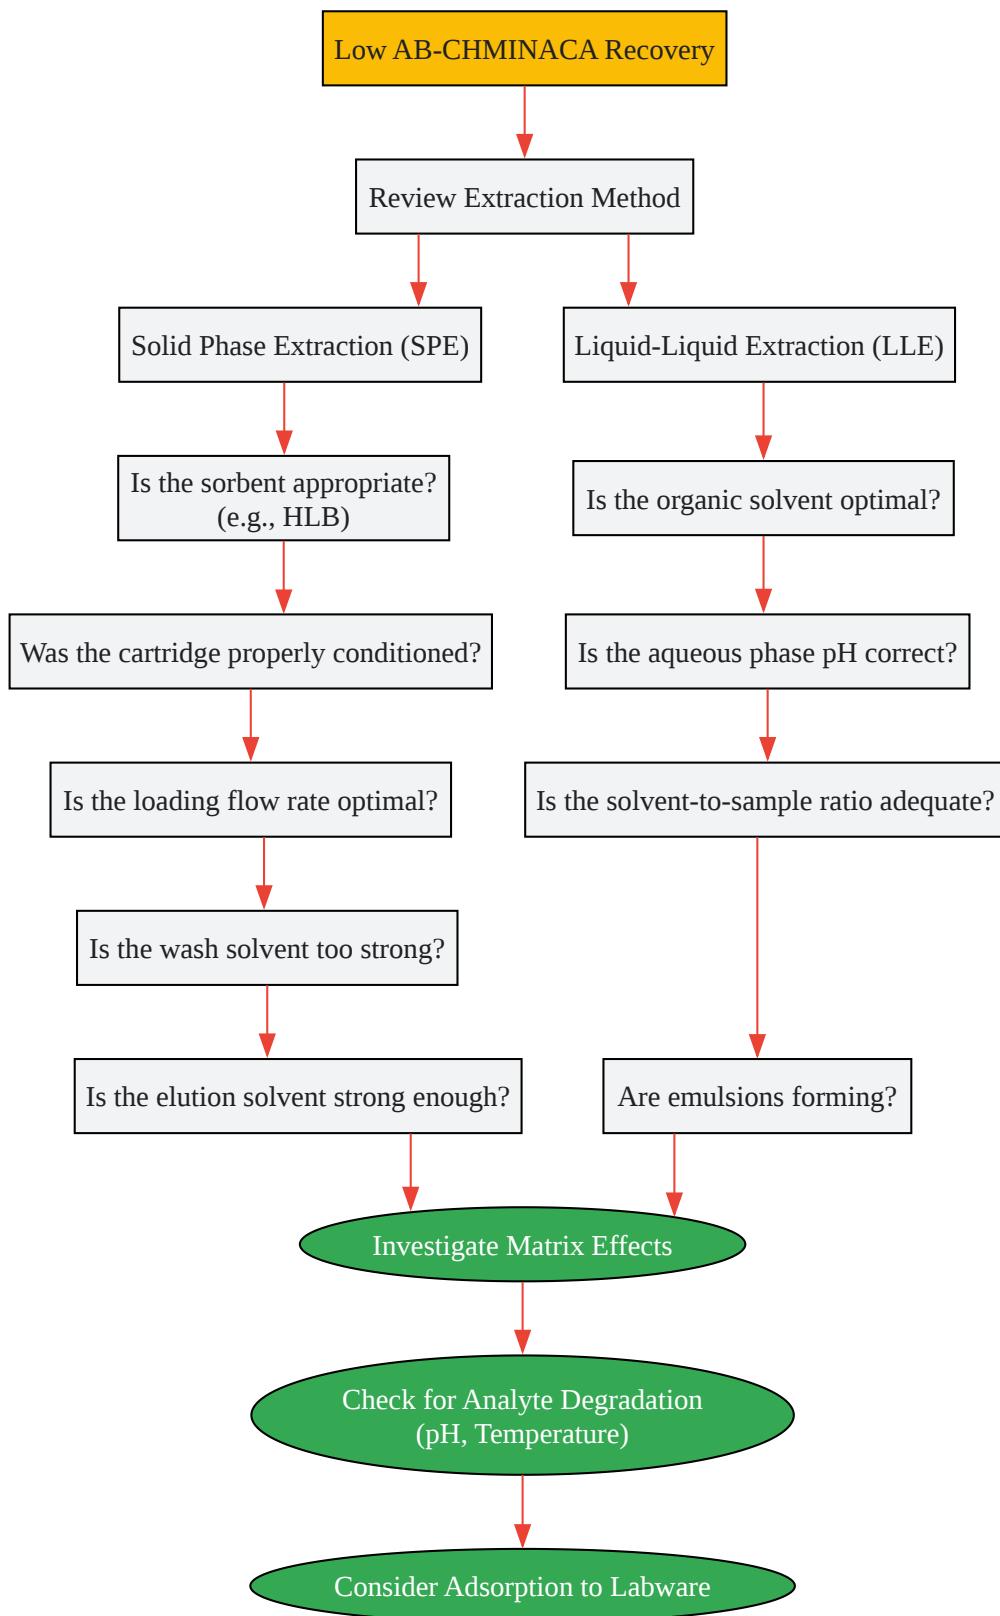 Low AB-CHMINACA Recovery
Review Extraction Method
Solid Phase Extraction (SPE)
Liquid-Liquid Extraction (LLE)
Is the sorbent appropriate?
(e.g., HLB)
Is the organic solvent optimal?
Was the cartridge properly conditioned?
Is the aqueous phase pH correct?
Is the loading flow rate optimal?
Is the solvent-to-sample ratio adequate?
Is the wash solvent too strong?
Is the elution solvent strong enough?
Are emulsions forming?
Investigate Matrix Effects
Check for Analyte Degradation
(pH, Temperature)
Consider Adsorption to Labware